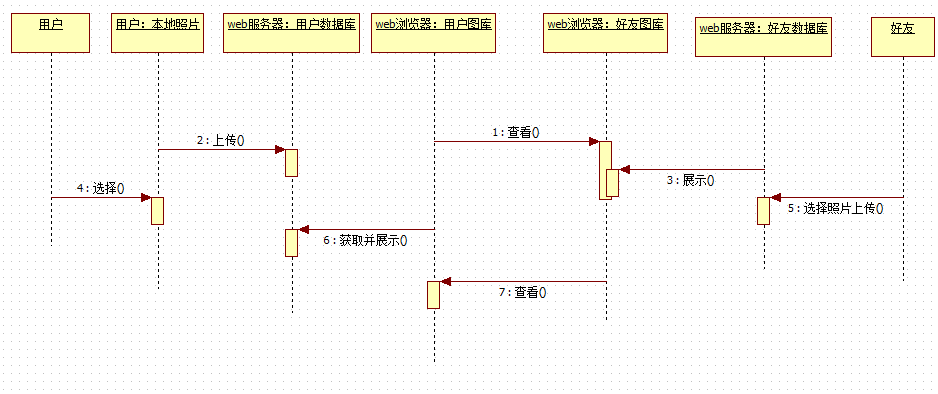 用户
用户：本地照片
web服务器：用户数据库
web浏览器：用户图库
web浏览器：好友图库
web服务器：好友数据库
好友
1：查看()
2：上传()
3：展示()
4：选择()
5：选择照片上传()
6：获取并展示()
7：查看()